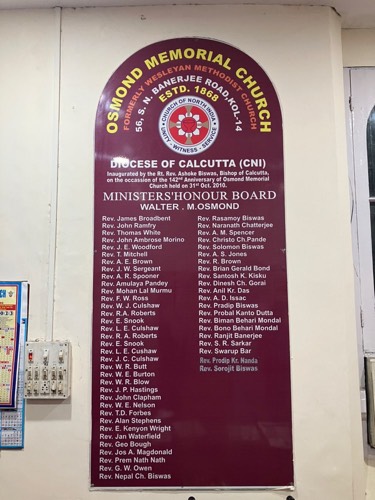 OSMOND MEMORIAL CHURCH
FORMERLY WESLEYAN METHODIST CHURCH
56, S. N. BANERJEE ROAD, KOL-14
ESTD. 1868
CHURCH OF NORTH INDIA
UNITY - WITNESS - SERVICE
DIOCESE OF CALCUTTA (CNI)
Inaugurated by the Rt. Rev. Ashoke Biswas, Bishop of Calcutta,
on the occassion of the 142nd Anniversary of Osmond Memorial
Church held on 31st Oct. 2010.
MINISTERS'HONOUR BOARD
WALTER . M.OSMOND
Rev. James Broadbent
Rev. John Ramfry
Rev. Thomas White
Rev. John Ambrose Morino
Rev. J. E. Woodford
Rev. T. Mitchell
Rev. A. E. Brown
Rev. J. W. Sergeant
Rev. A. R. Spooner
Rev. Amulaya Pandey
Rev. Mohan Lal Murmu
Rev. F. W. Ross
Rev. W. J. Culshaw
Rev. R.A. Roberts
Rev. E. Snook
Rev. L. E. Culshaw
Rev. R. A. Roberts
Rev. E. Snook
Rev. L. E. Cushaw
Rev. J. C. Culshaw
Rev. W. R. Butt
Rev. W. E. Burton
Rev. W. R. Blow
Rev. J. P. Hastings
Rev. John Clapham
Rev. W. E. Nelson
Rev. T.D. Forbes
Rev. Alan Stephens
Rev. E. Kenyon Wright
Rev. Jan Waterfield
Rev. Geo Bough
Rev. Jos A. Magdonald
Rev. Prem Nath Nath
Rev. G. W. Owen
Rev. Nepal Ch. Biswas
Rev. Rasamoy Biswas
Rev. Naranath Chatterjee
Rev. A. M. Spencer
Rev. Christo Ch.Pande
Rev. Solomon Biswas
Rev. A. S. Jones
Rev. R. Brown
Rev. Brian Gerald Bond
Rev. Santosh K. Kisku
Rev. Dinesh Ch. Gorai
Rev. Anil Kr. Das
Rev. A. D. Issac
Rev. Pradip Biswas
Rev. Probal Kanto Dutta
Rev. Biman Behari Mondal
Rev. Bono Behari Mondal
Rev. Ranjit Banerjee
Rev. S. R. Sarkar
Rev. Swarup Bar
Rev. Prodip Kr. Nanda
Rev. Sorojit Biswas